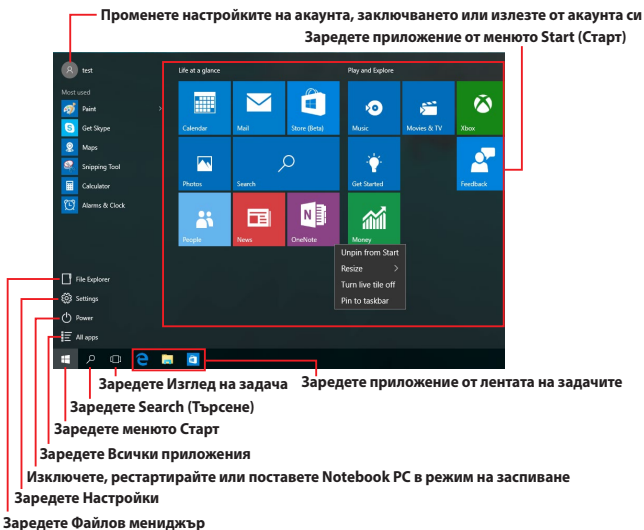 Променете настройките на акаунта, заключването или излезте от акаунта си
Заредете приложение от менюто Start (Старт)
test
Life at a glance
Play and Explore
Most used
Paint
Get Skype
Maps
Snipping Tool
Calculator
Alarms & Clock
Calendar
Mail
Store (Beta)
Music
Movies & TV
Xbox
Photos
Search
Get Started
Feedback
People
News
OneNote
Money
Unpin from Start
Resize
Turn live tile off
Pin to taskbar
File Explorer
Settings
Power
All apps
Заредете Изглед на задача
Заредете приложение от лентата на задачите
Заредете Search (Търсене)
Заредете менюто Старт
Заредете Всички приложения
Изключете, рестартирайте или поставете Notebook PC в режим на заспиване
Заредете Настройки
Заредете Файлов мениджър